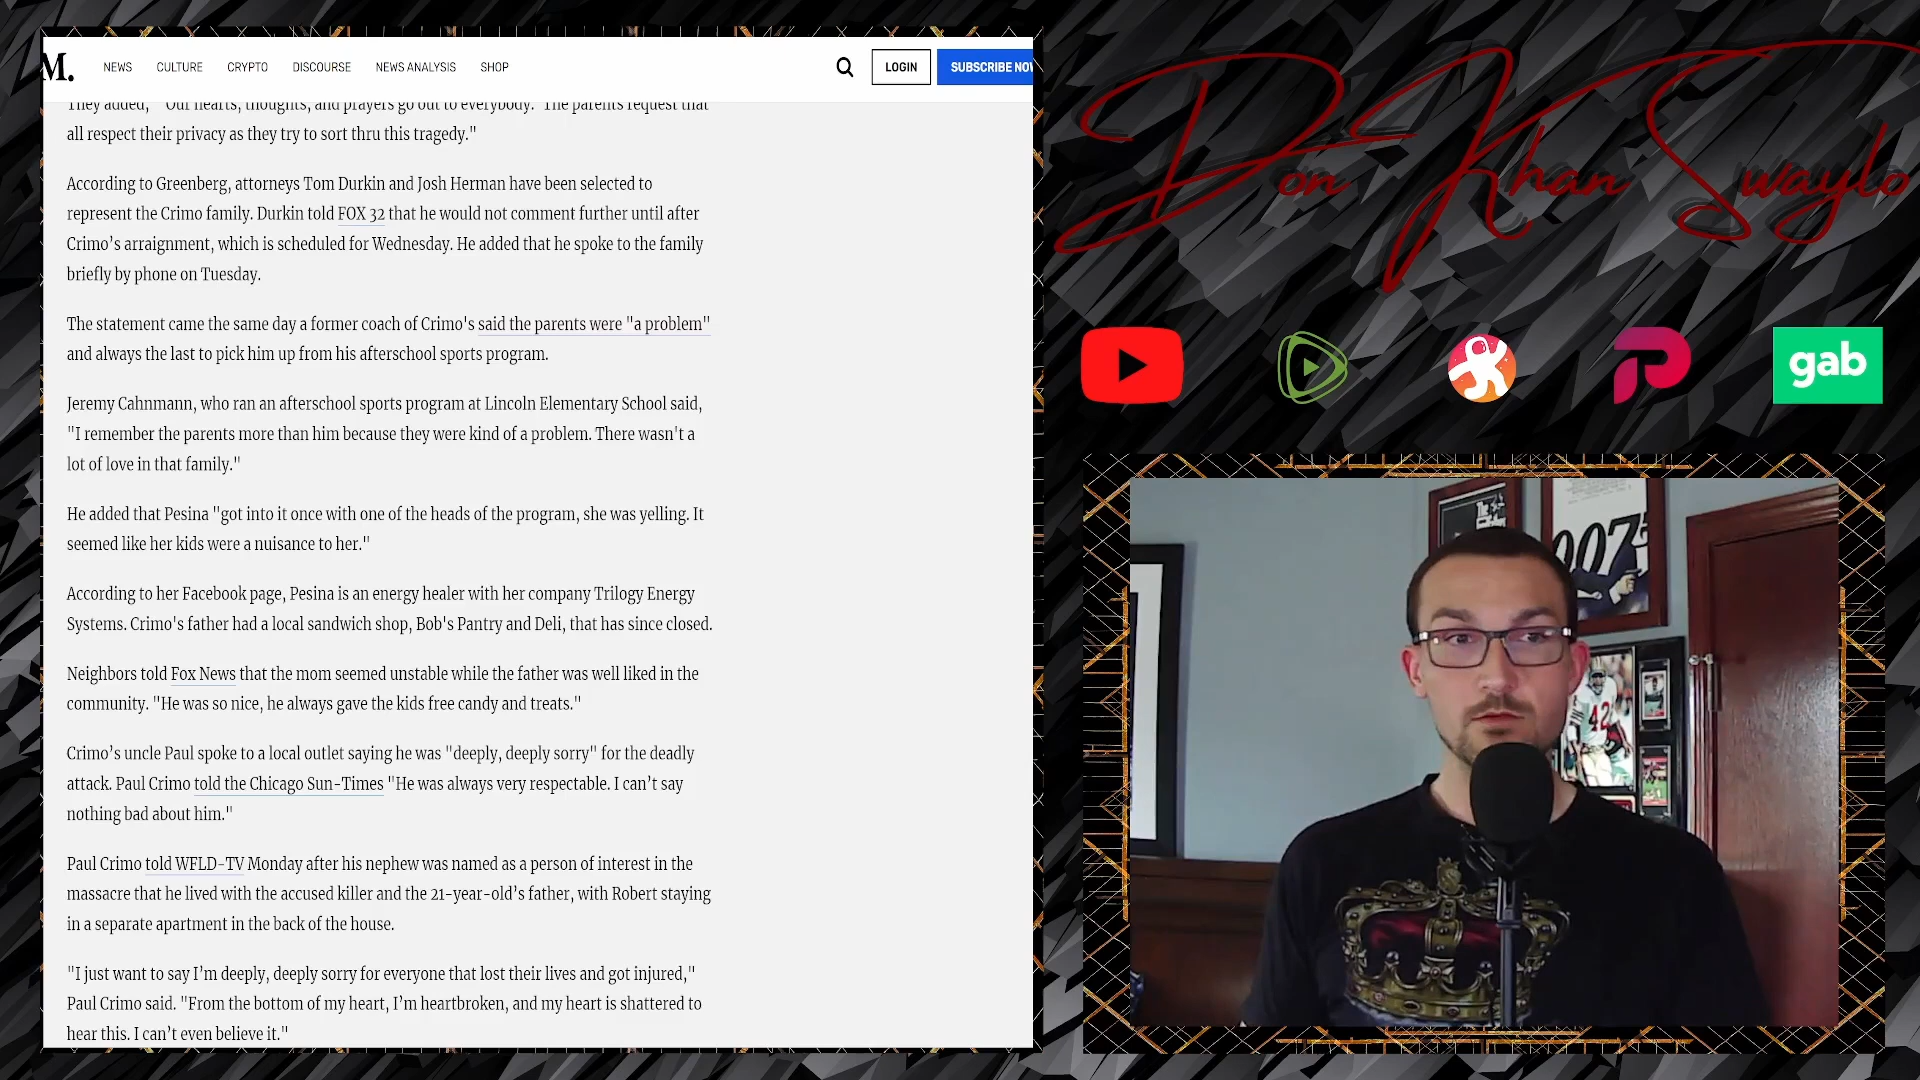 M.
NEWS CULTURE CRYPTO DISCOURSE NEWS ANALYSIS SHOP
LOGIN
SUBSCRIBE NOW
They added, "Our hearts, thoughts, and prayers go out to everybody. The parents request that
all respect their privacy as they try to sort thru this tragedy."
According to Greenberg, attorneys Tom Durkin and Josh Herman have been selected to
represent the Crimo family. Durkin told FOX 32 that he would not comment further until after
Crimo’s arraignment, which is scheduled for Wednesday. He added that he spoke to the family
briefly by phone on Tuesday.
The statement came the same day a former coach of Crimo's said the parents were "a problem"
and always the last to pick him up from his afterschool sports program.
Jeremy Cahnmann, who ran an afterschool sports program at Lincoln Elementary School said,
"I remember the parents more than him because they were kind of a problem. There wasn't a
lot of love in that family."
He added that Pesina "got into it once with one of the heads of the program, she was yelling. It
seemed like her kids were a nuisance to her."
According to her Facebook page, Pesina is an energy healer with her company Trilogy Energy
Systems. Crimo's father had a local sandwich shop, Bob's Pantry and Deli, that has since closed.
Neighbors told Fox News that the mom seemed unstable while the father was well liked in the
community. "He was so nice, he always gave the kids free candy and treats."
Crimo’s uncle Paul spoke to a local outlet saying he was "deeply, deeply sorry" for the deadly
attack. Paul Crimo told the Chicago Sun-Times "He was always very respectable. I can’t say
nothing bad about him."
Paul Crimo told WFLD-TV Monday after his nephew was named as a person of interest in the
massacre that he lived with the accused killer and the 21-year-old’s father, with Robert staying
in a separate apartment in the back of the house.
"I just want to say I’m deeply, deeply sorry for everyone that lost their lives and got injured,"
Paul Crimo said. "From the bottom of my heart, I’m heartbroken, and my heart is shattered to
hear this. I can’t even believe it."
Don Khan Swaylo
gab
007
42